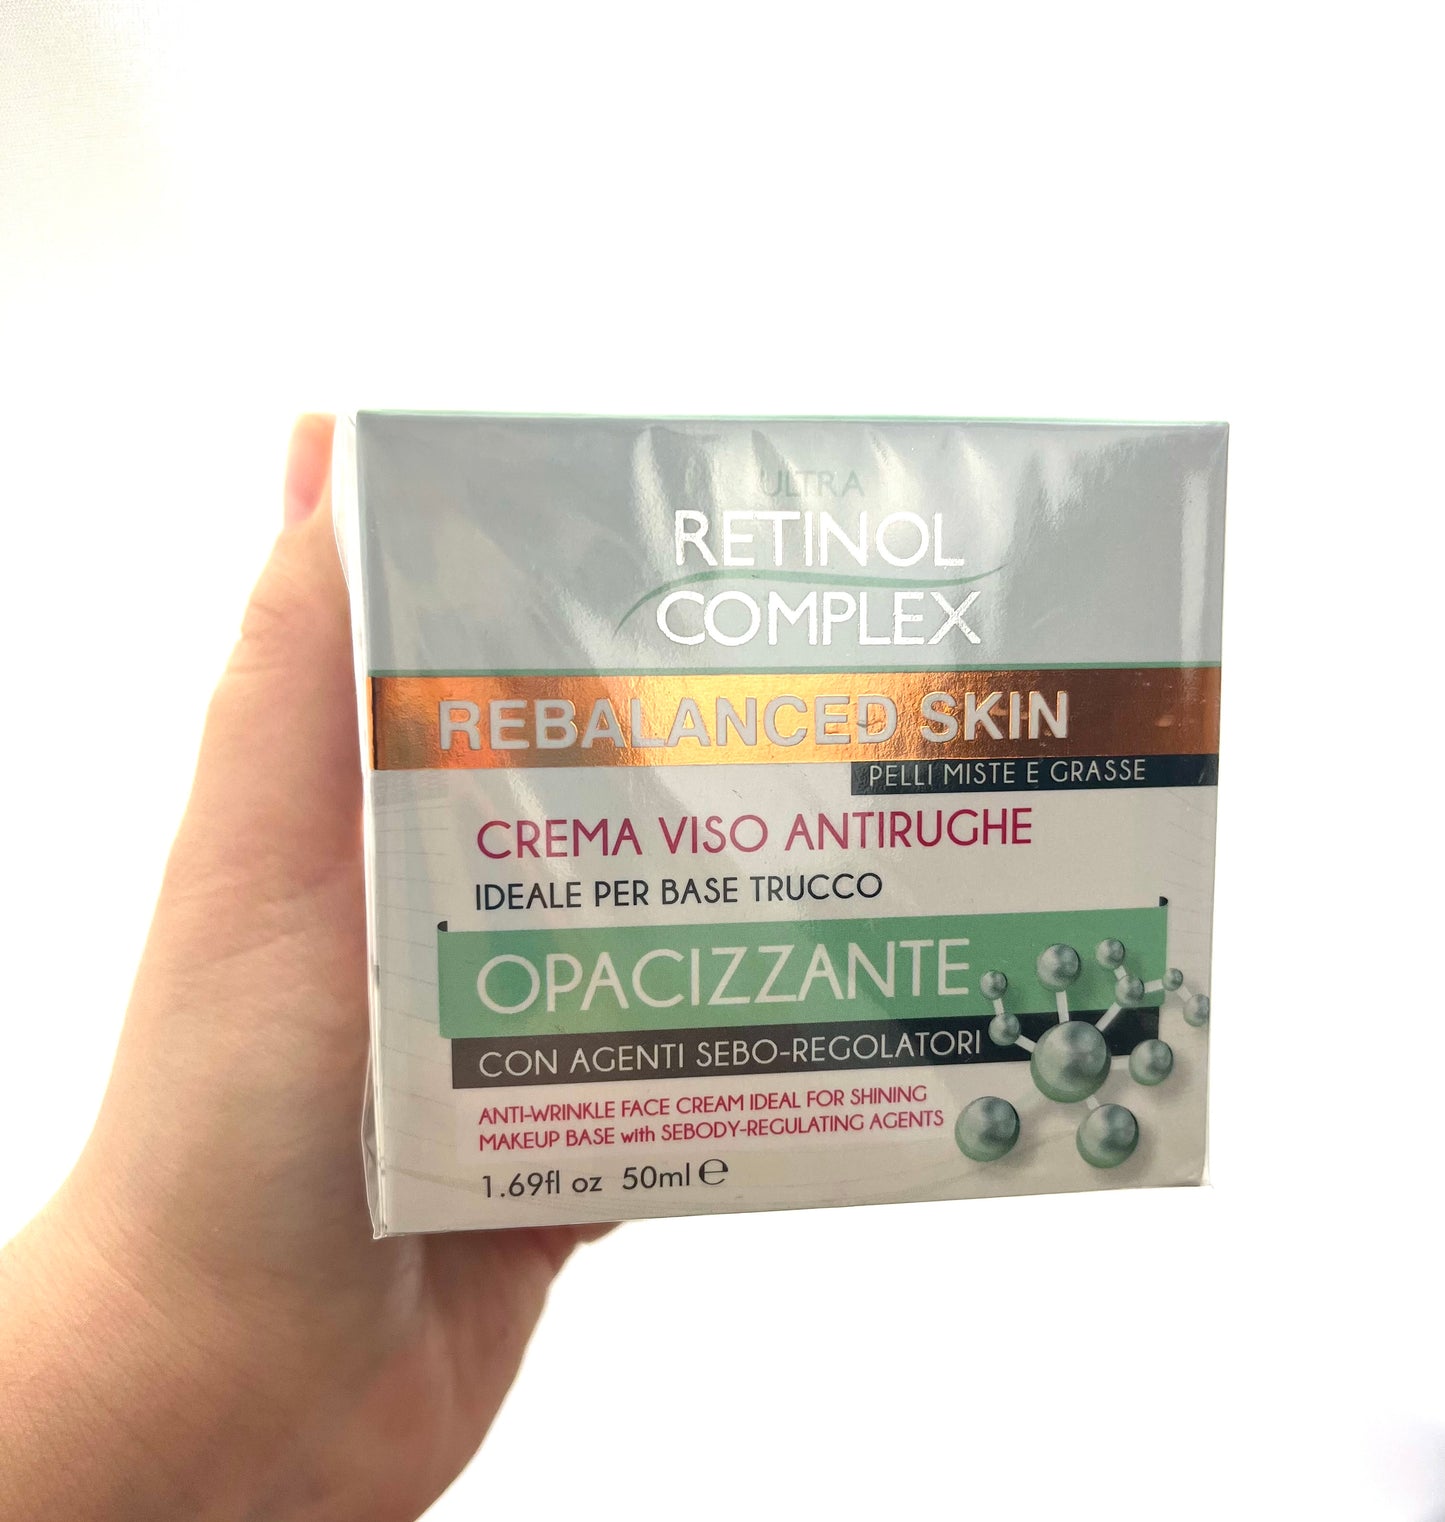 ULTRA
RETINOL
COMPLEX
REBALANCED SKIN
PELLI MISTE E GRASSE
CREMA VISO ANTIRUGHE
IDEALE PER BASE TRUCCO
OPACIZZANTE
CON AGENTI SEBO-REGOLATORI
ANTI-WRINKLE FACE CREAM IDEAL FOR SHINING
MAKEUP BASE with SEBODY-REGULATING AGENTS
1.69fl oz 50ml ℮